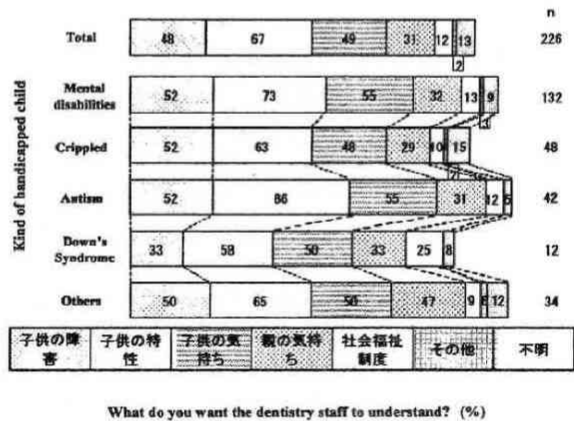 n
Total 48 67 49 31 12 2 13 226
Mental disabilities 52 73 55 32 13 3 9 132
Crippled 52 63 48 29 10 2 15 48
Autism 52 86 55 31 12 5 42
Down's Syndrome 33 58 50 33 25 8 12
Others 50 65 50 47 9 6 12 34
Kind of handicapped child
子供の障害 子供の特性 子供の気持ち 親の気持ち 社会福祉制度 その他 不明
What do you want the dentistry staff to understand? (%)